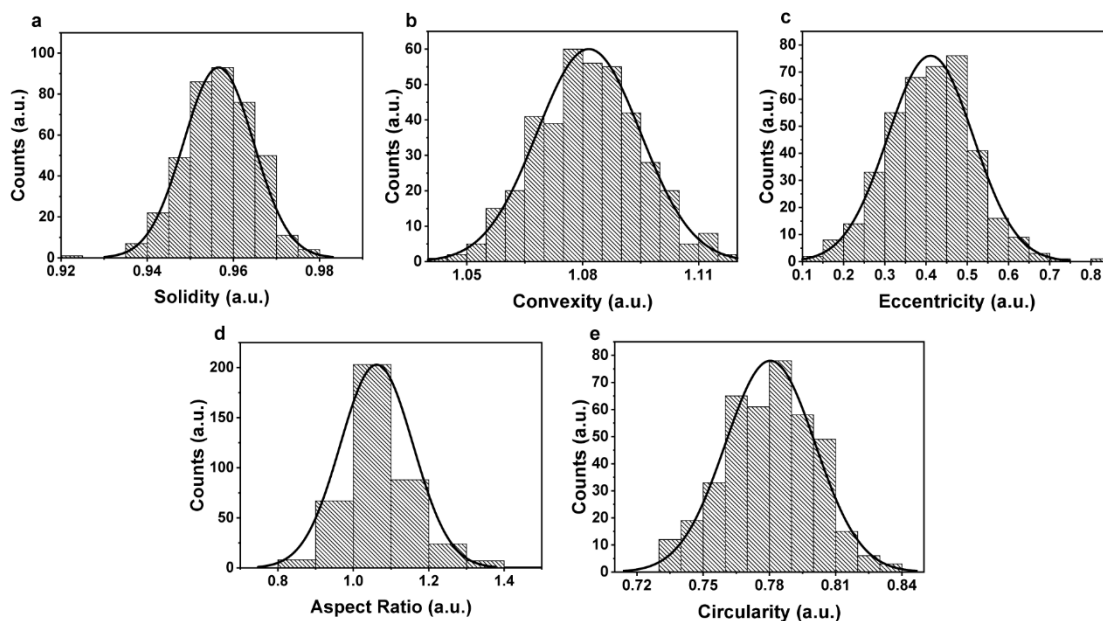 a
100
80
60
40
20
0
Counts (a.u.)
0.92 0.94 0.96 0.98
Solidity (a.u.)
b
60
50
40
30
20
10
0
Counts (a.u.)
1.05 1.08 1.11
Convexity (a.u.)
c
80
70
60
50
40
30
20
10
0
Counts (a.u.)
0.1 0.2 0.3 0.4 0.5 0.6 0.7 0.8
Eccentricity (a.u.)
d
200
150
100
50
0
Counts (a.u.)
0.8 1.0 1.2 1.4
Aspect Ratio (a.u.)
e
80
70
60
50
40
30
20
10
0
Counts (a.u.)
0.72 0.75 0.78 0.81 0.84
Circularity (a.u.)